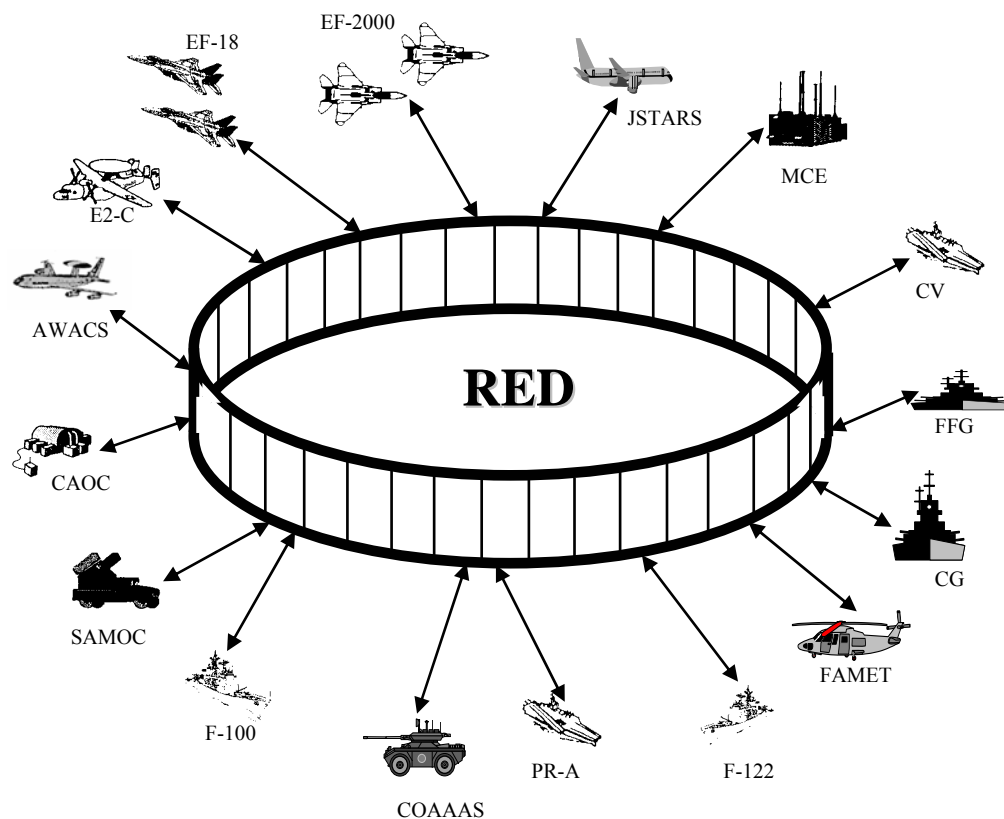 EF-2000
EF-18
JSTARS
MCE
E2-C
CV
AWACS
RED
FFG
CAOC
CG
SAMOC
FAMET
F-100
PR-A
F-122
COAAAS